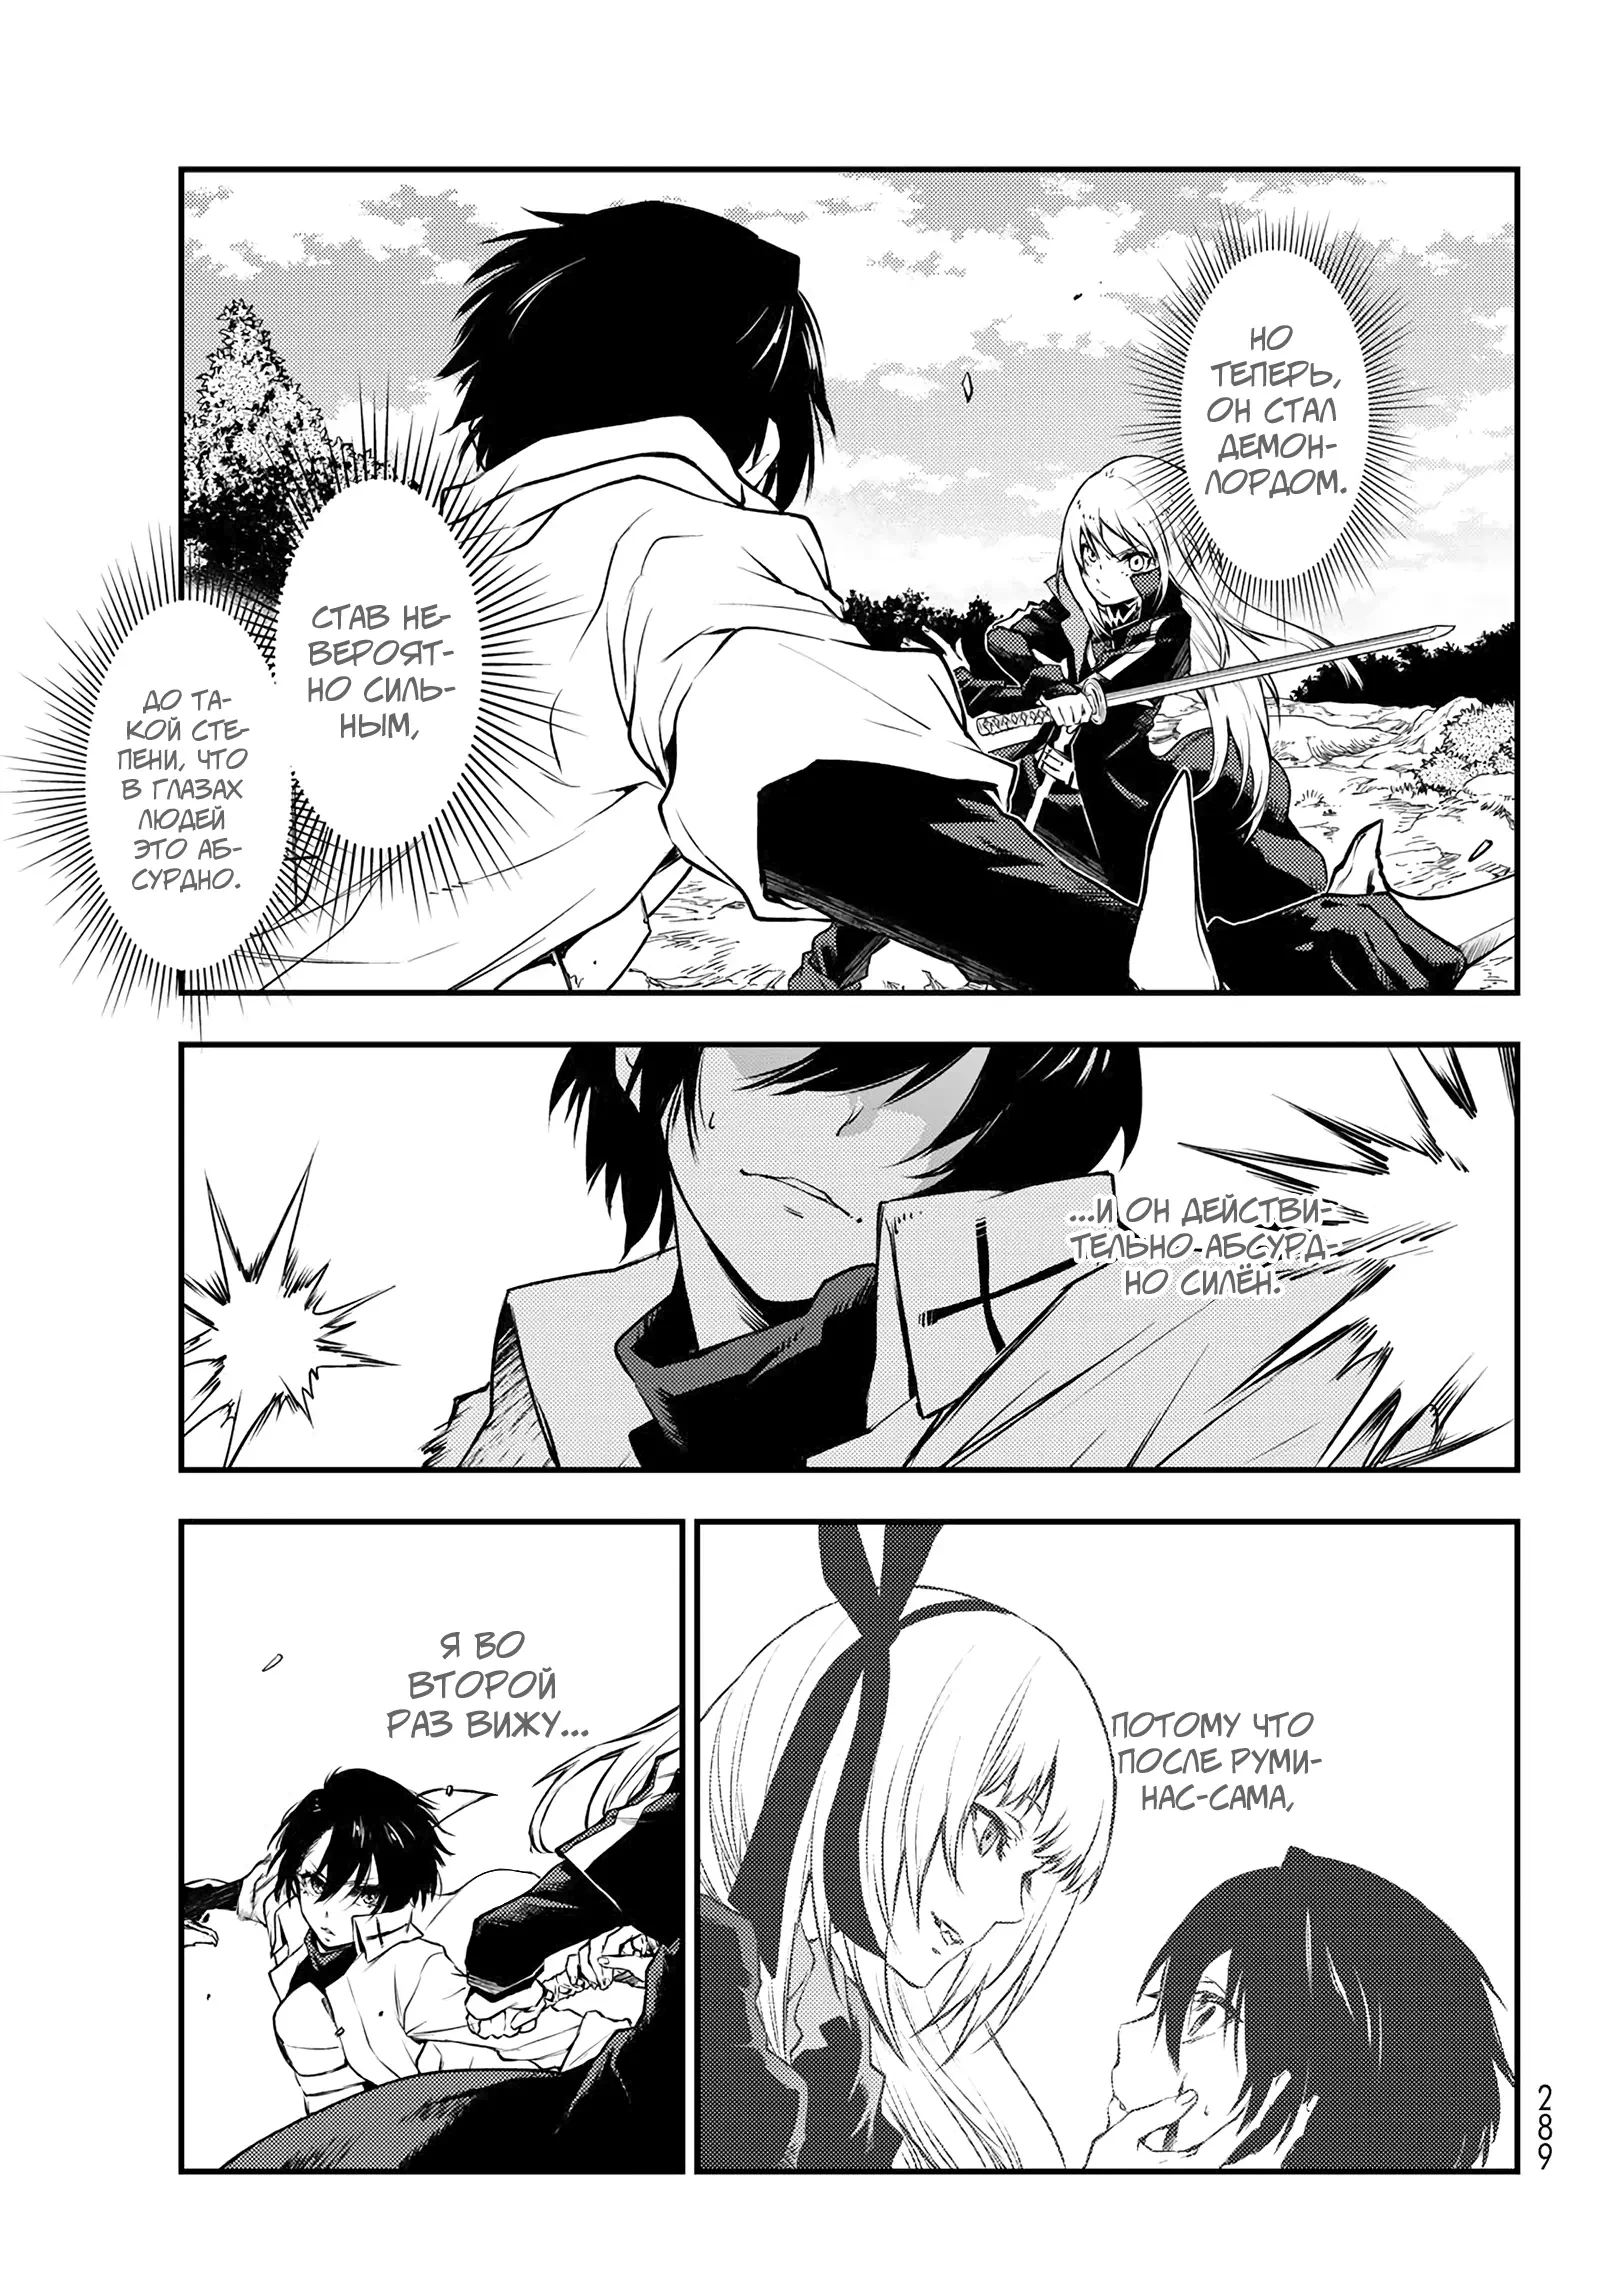 НО
ТЕПЕРЬ,
ОН СТАЛ
ДЕМОН-
ЛОРДОМ.
СТАВ НЕ-
ВЕРОЯТ-
НО СИЛЬ-
НЫМ,
ДО ТА-
КОЙ СТЕ-
ПЕНИ, ЧТО
В ГЛАЗАХ
ЛЮДЕЙ
ЭТО АБ-
СУРДНО.
...И ОН ДЕЙСТВИ-
ТЕЛЬНО АБСУРД-
НО СИЛЁН.
ПОТОМУ ЧТО
ПОСЛЕ РУМИ-
НАС-САМА,
Я ВО
ВТОРОЙ
РАЗ ВИЖУ...
289